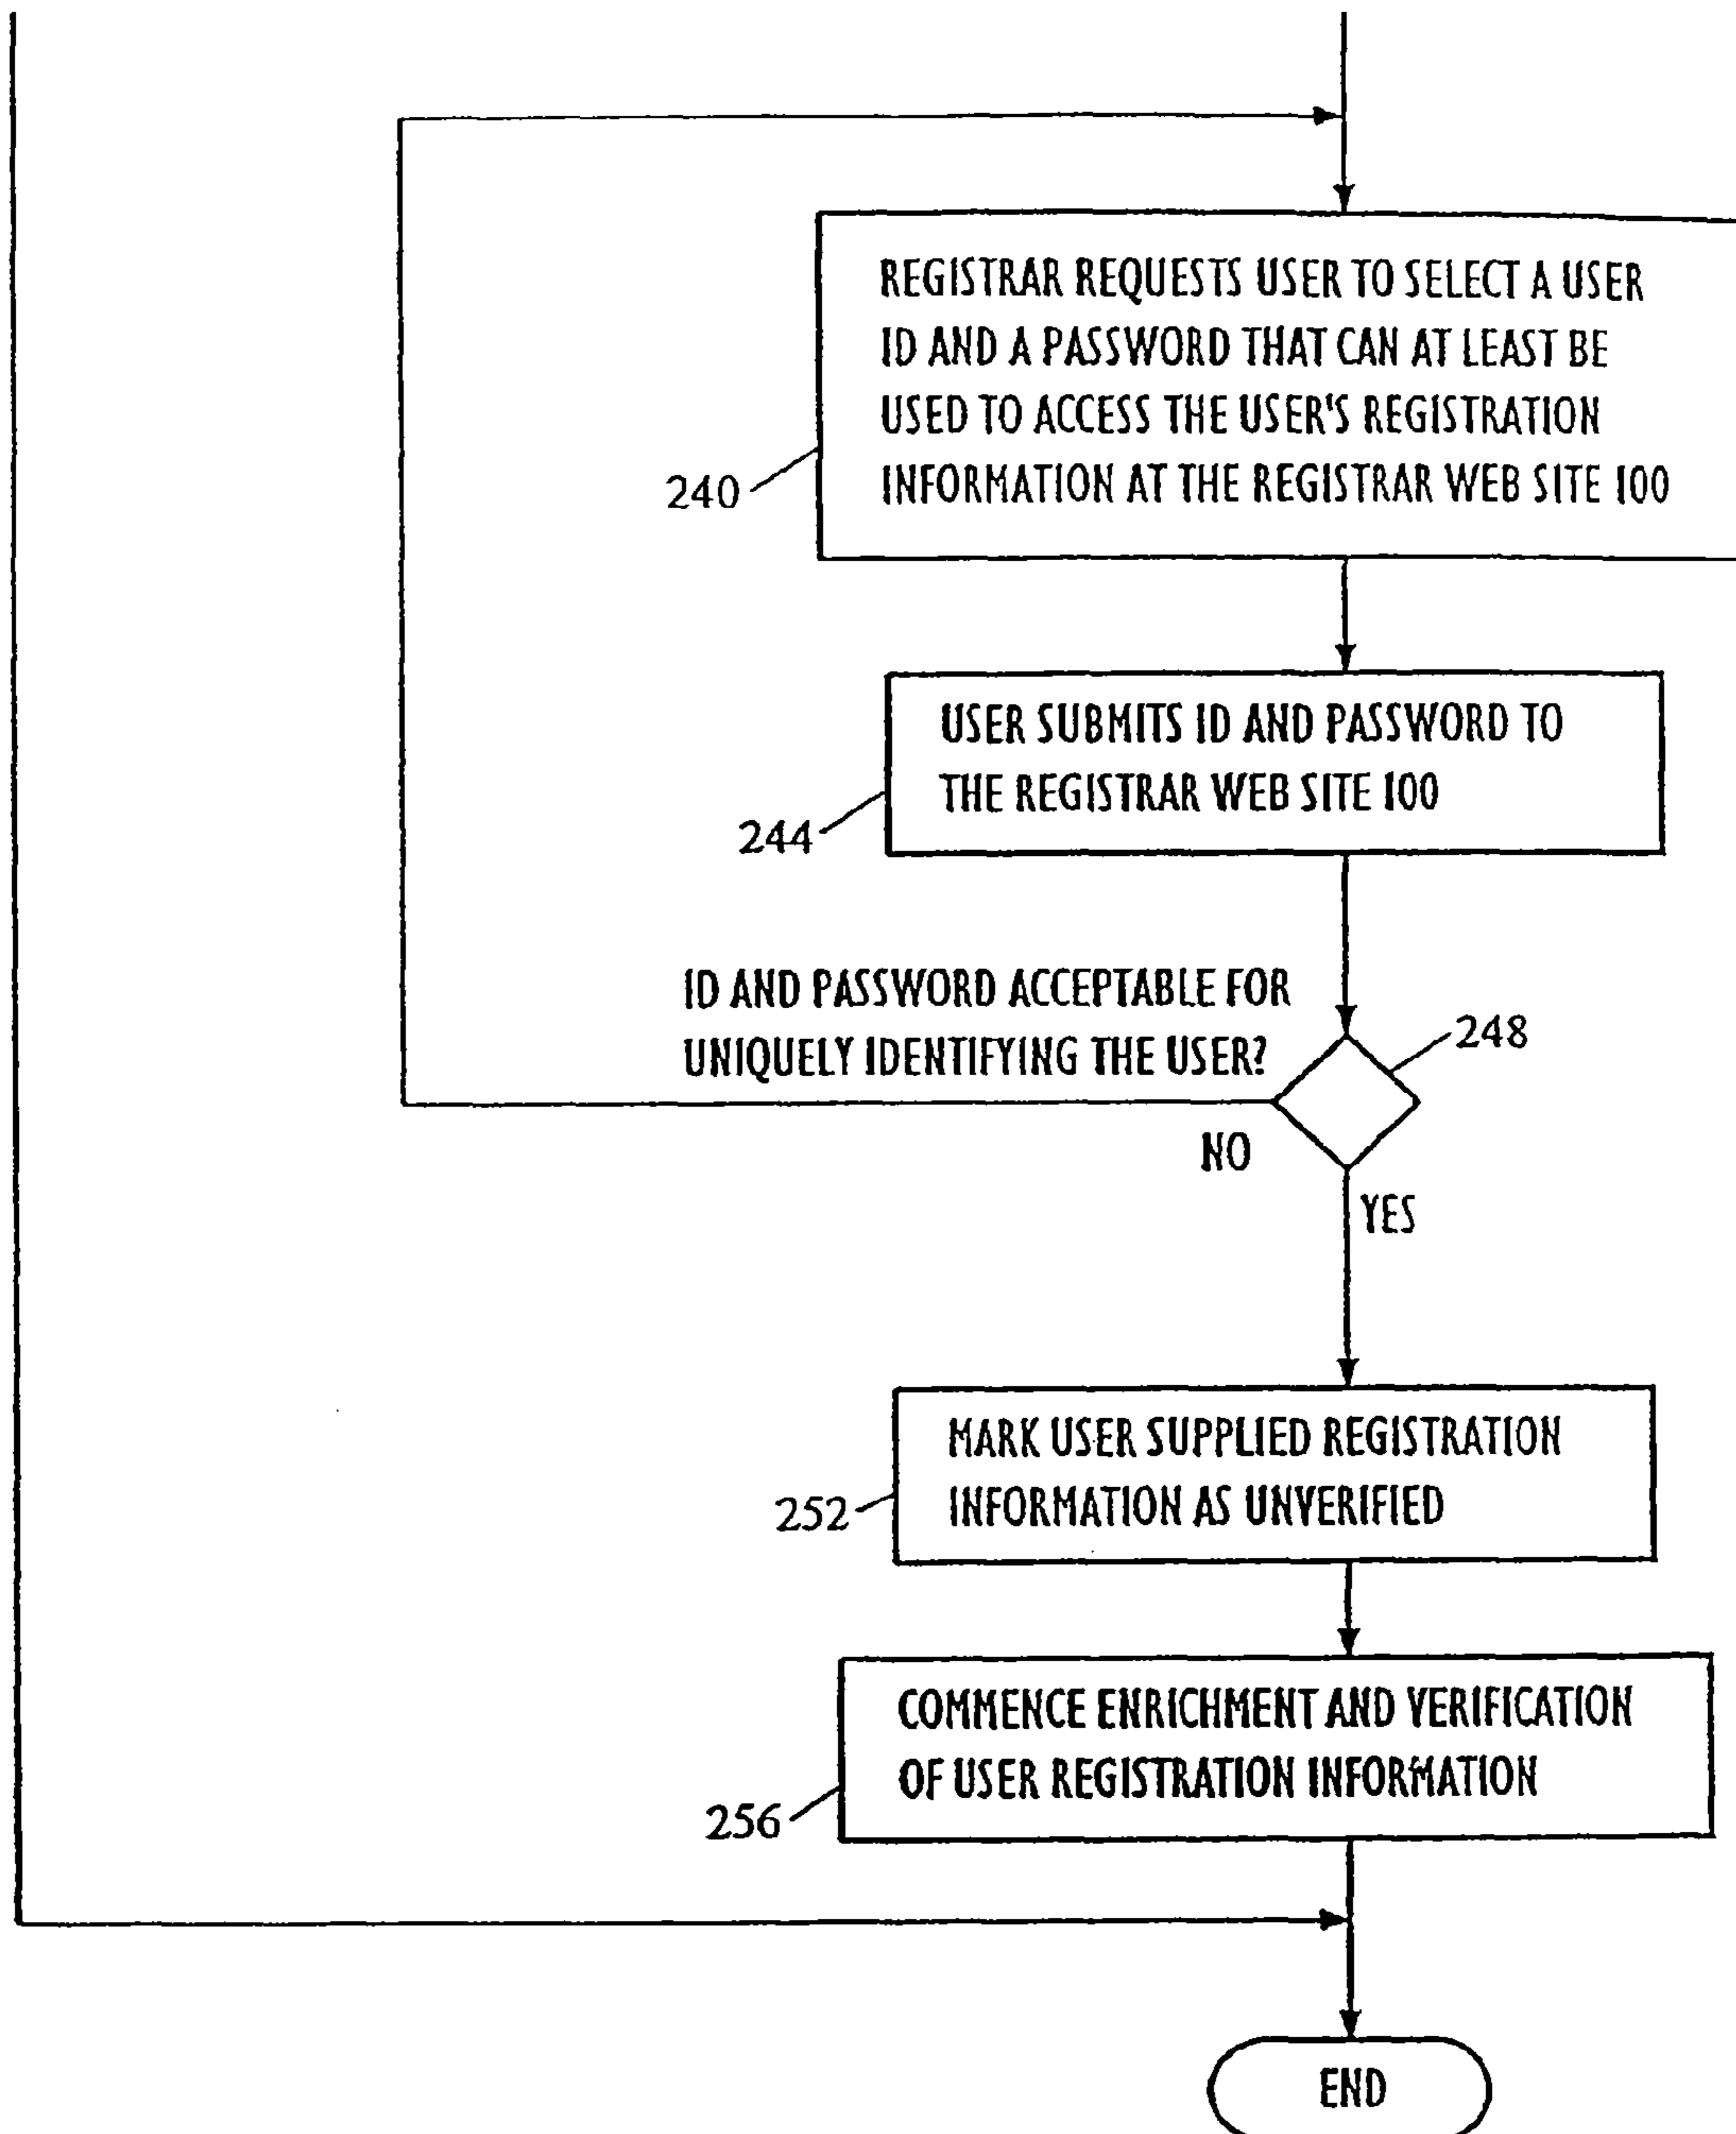 REGISTRAR REQUESTS USER TO SELECT A USER
ID AND A PASSWORD THAT CAN AT LEAST BE
USED TO ACCESS THE USER'S REGISTRATION
INFORMATION AT THE REGISTRAR WEB SITE 100
240
USER SUBMITS ID AND PASSWORD TO
THE REGISTRAR WEB SITE 100
244
ID AND PASSWORD ACCEPTABLE FOR
UNIQUELY IDENTIFYING THE USER?
248
NO
YES
MARK USER SUPPLIED REGISTRATION
INFORMATION AS UNVERIFIED
252
COMMENCE ENRICHMENT AND VERIFICATION
OF USER REGISTRATION INFORMATION
256
END